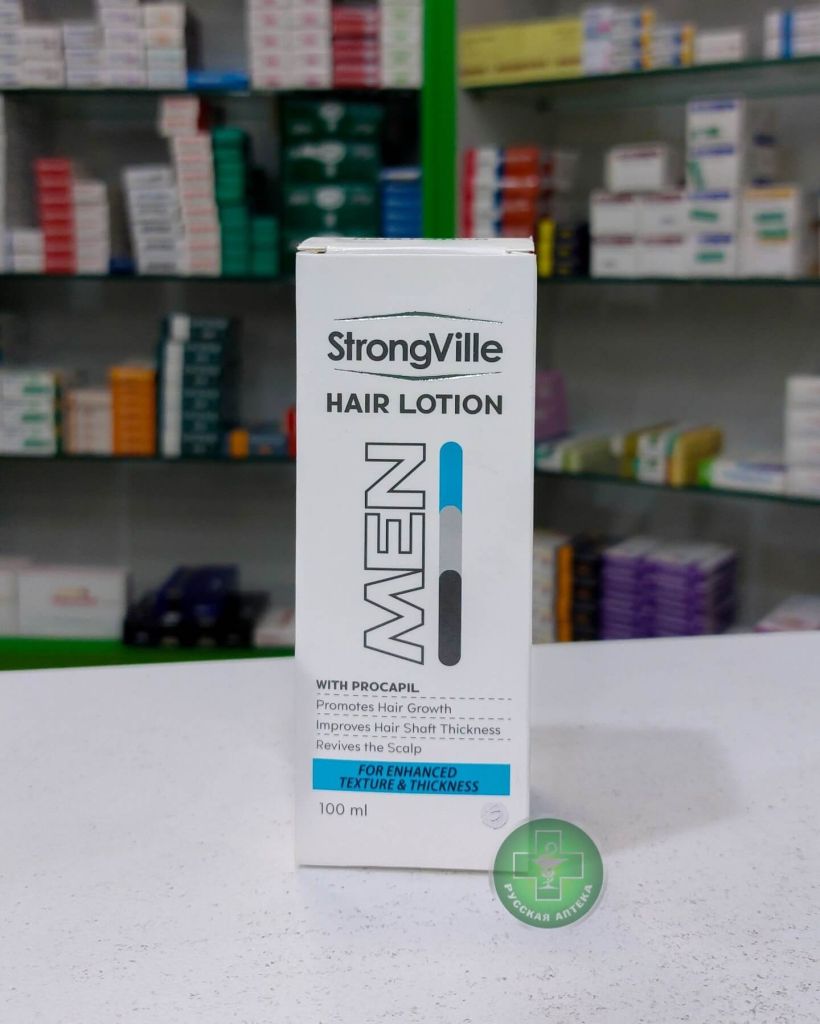 StrongVille
HAIR LOTION
MEN
WITH PROCAPIL
Promotes Hair Growth
Improves Hair Shaft Thickness
Revives the Scalp
FOR ENHANCED
TEXTURE & THICKNESS
100 ml
РУССКАЯ АПТЕКА